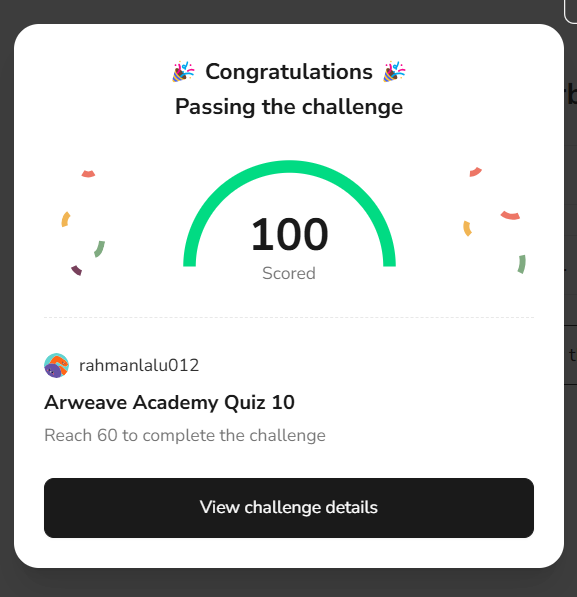 🎉 Congratulations 🎉
Passing the challenge
100
Scored
rahmanlalu012
Arweave Academy Quiz 10
Reach 60 to complete the challenge
View challenge details